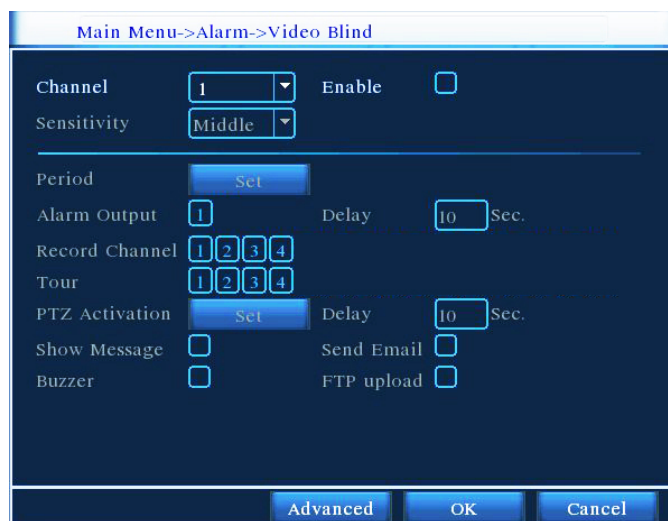 Main Menu->Alarm->Video Blind
Channel 1 Enable
Sensitivity Middle
Period Set
Alarm Output 1 Delay 10 Sec.
Record Channel 1 2 3 4
Tour 1 2 3 4
PTZ Activation Set Delay 10 Sec.
Show Message Send Email
Buzzer FTP upload
Advanced OK Cancel